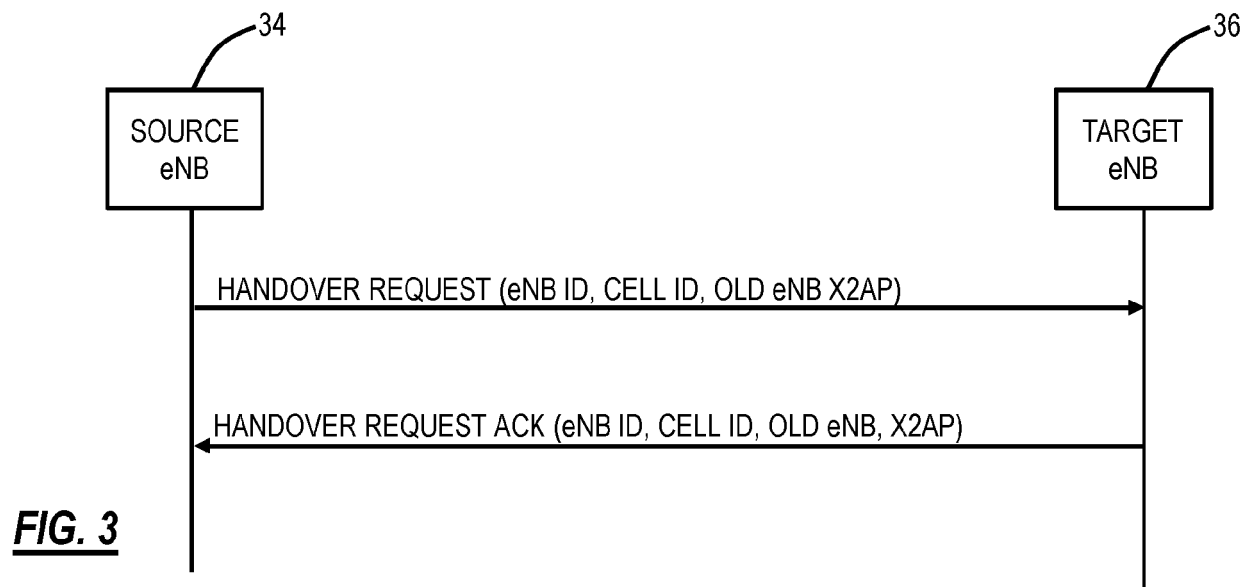 34
36
SOURCE
eNB
TARGET
eNB
HANDOVER REQUEST (eNB ID, CELL ID, OLD eNB X2AP)
HANDOVER REQUEST ACK (eNB ID, CELL ID, OLD eNB, X2AP)
FIG. 3